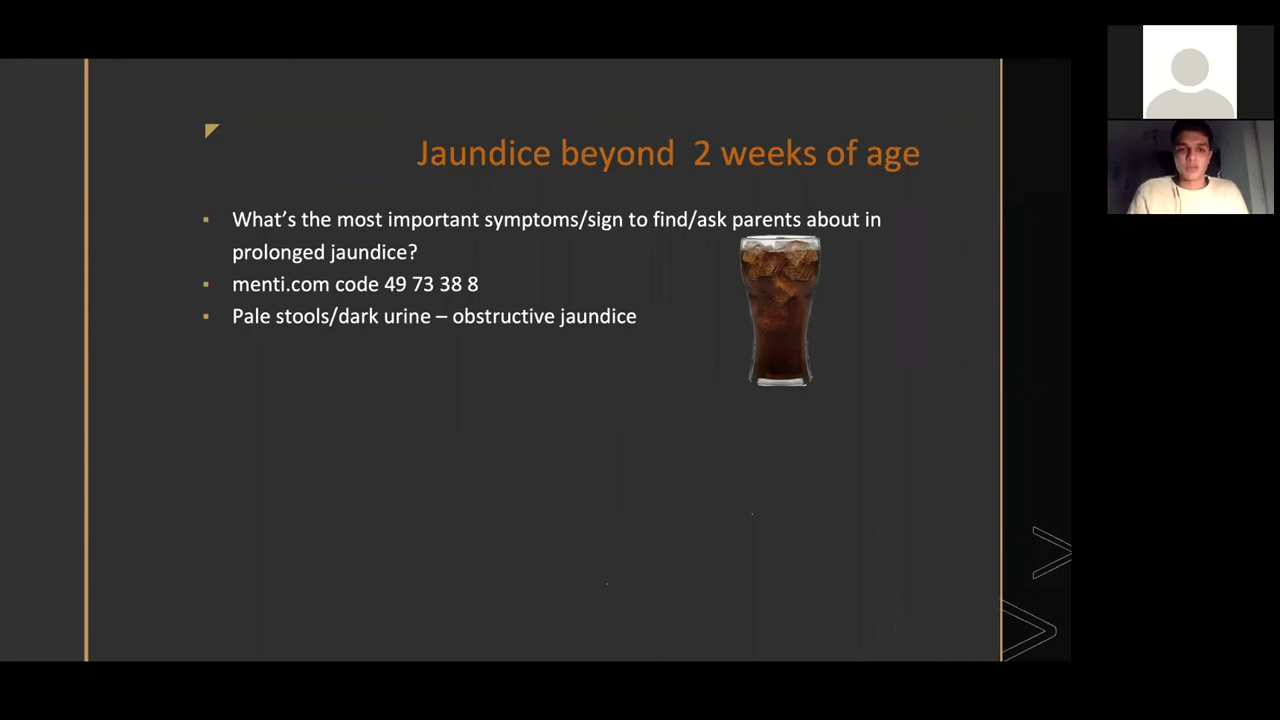 Jaundice beyond 2 weeks of age
What's the most important symptoms/sign to find/ask parents about in
prolonged jaundice?
menti.com code 49 73 38 8
Pale stools/dark urine – obstructive jaundice